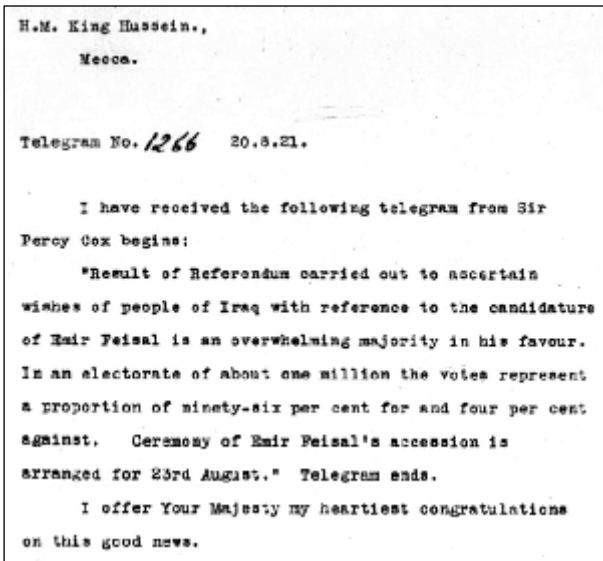 H.M. King Hussein.,
Mecca.
Telegram No. 1266 20.8.21.
I have received the following telegram from Sir
Percy Cox begins:
"Result of Referendum carried out to ascertain
wishes of people of Iraq with reference to the candidature
of Emir Feisal is an overwhelming majority in his favour.
In an electorate of about one million the votes represent
a proportion of ninety-six per cent for and four per cent
against. Ceremony of Emir Feisal's accession is
arranged for 23rd August." Telegram ends.
I offer Your Majesty my heartiest congratulations
on this good news.